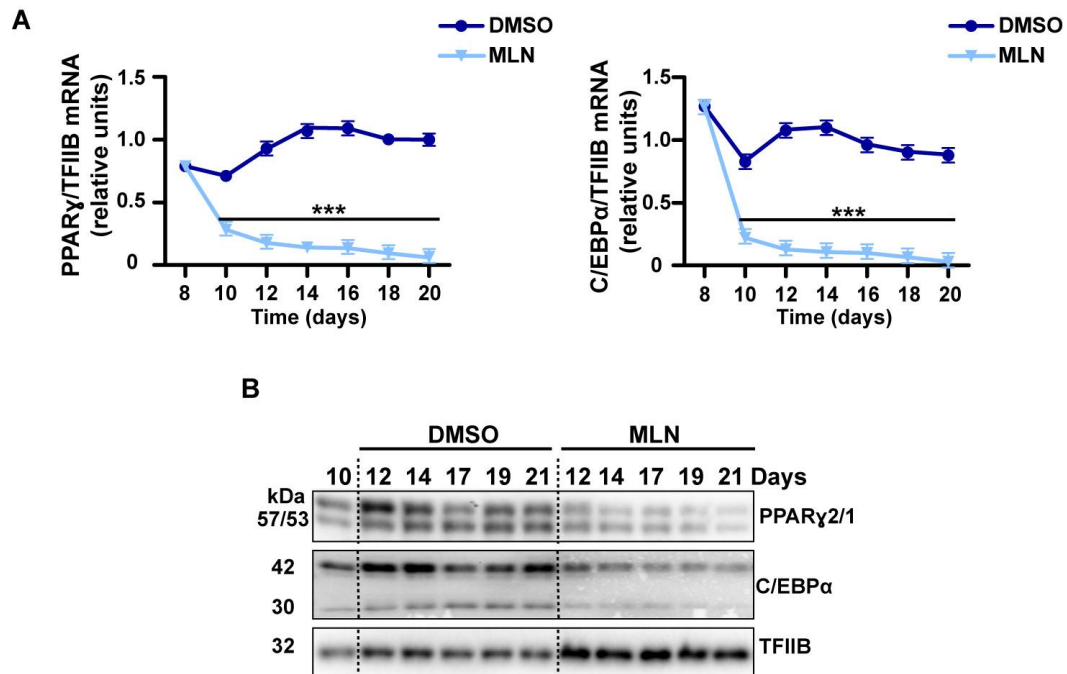 A
DMSO
MLN
PPARɣ/TFIIB mRNA
(relative units)
1.5
1.0
0.5
0
***
8 10 12 14 16 18 20
Time (days)
DMSO
MLN
C/EBPα/TFIIB mRNA
(relative units)
1.5
1.0
0.5
0
***
8 10 12 14 16 18 20
Time (days)
B
DMSO MLN
10 12 14 17 19 21 12 14 17 19 21 Days
kDa
57/53 PPARɣ2/1
42
C/EBPα
30
32 TFIIB